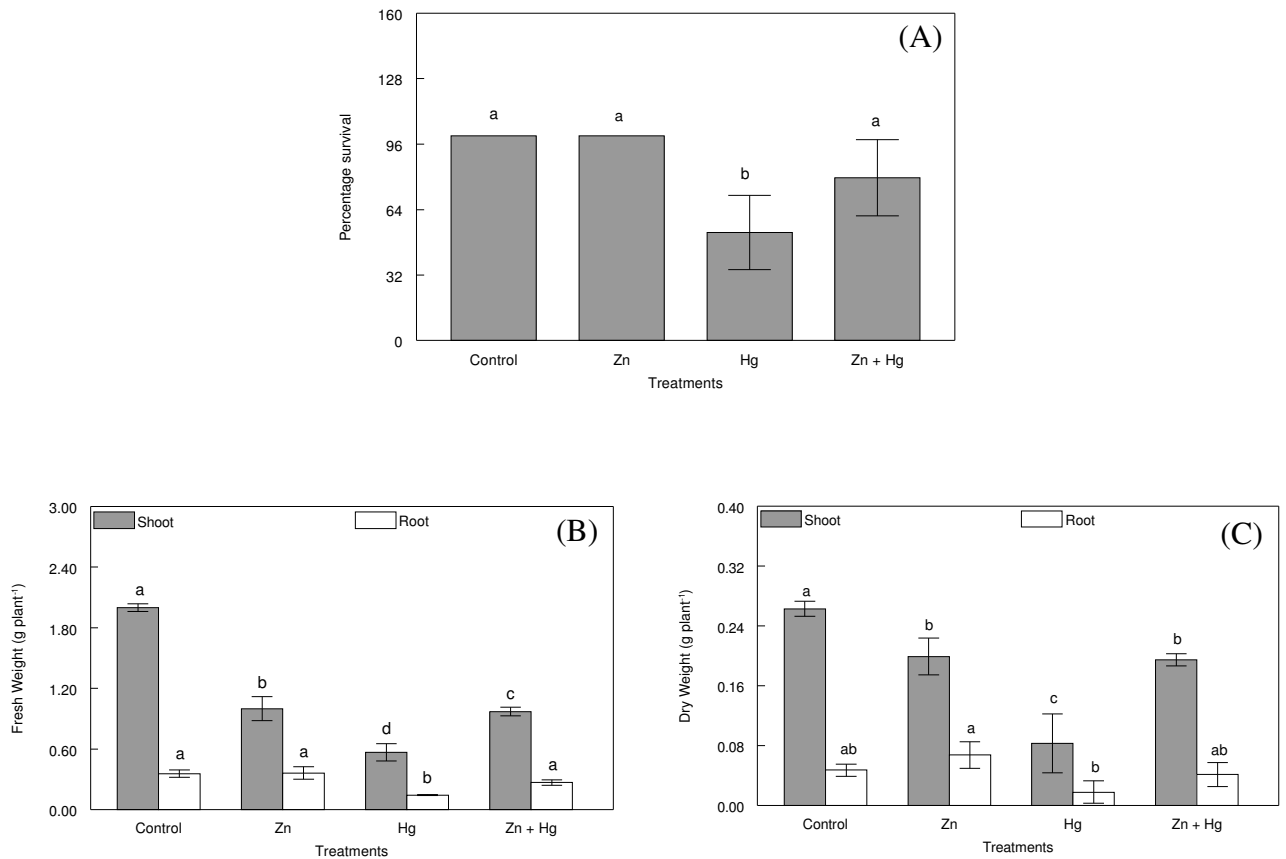 (A)
Percentage survival
160
128
96
64
32
0
a
a
b
a
Control Zn Hg Zn + Hg
Treatments
(B)
Shoot Root
Fresh Weight (g plant⁻¹)
3.00
2.40
1.80
1.20
0.60
0.00
a a
b a
d b
c a
Control Zn Hg Zn + Hg
Treatments
(C)
Shoot Root
Dry Weight (g plant⁻¹)
0.40
0.32
0.24
0.16
0.08
0.00
a ab
b a
c b
b ab
Control Zn Hg Zn + Hg
Treatments